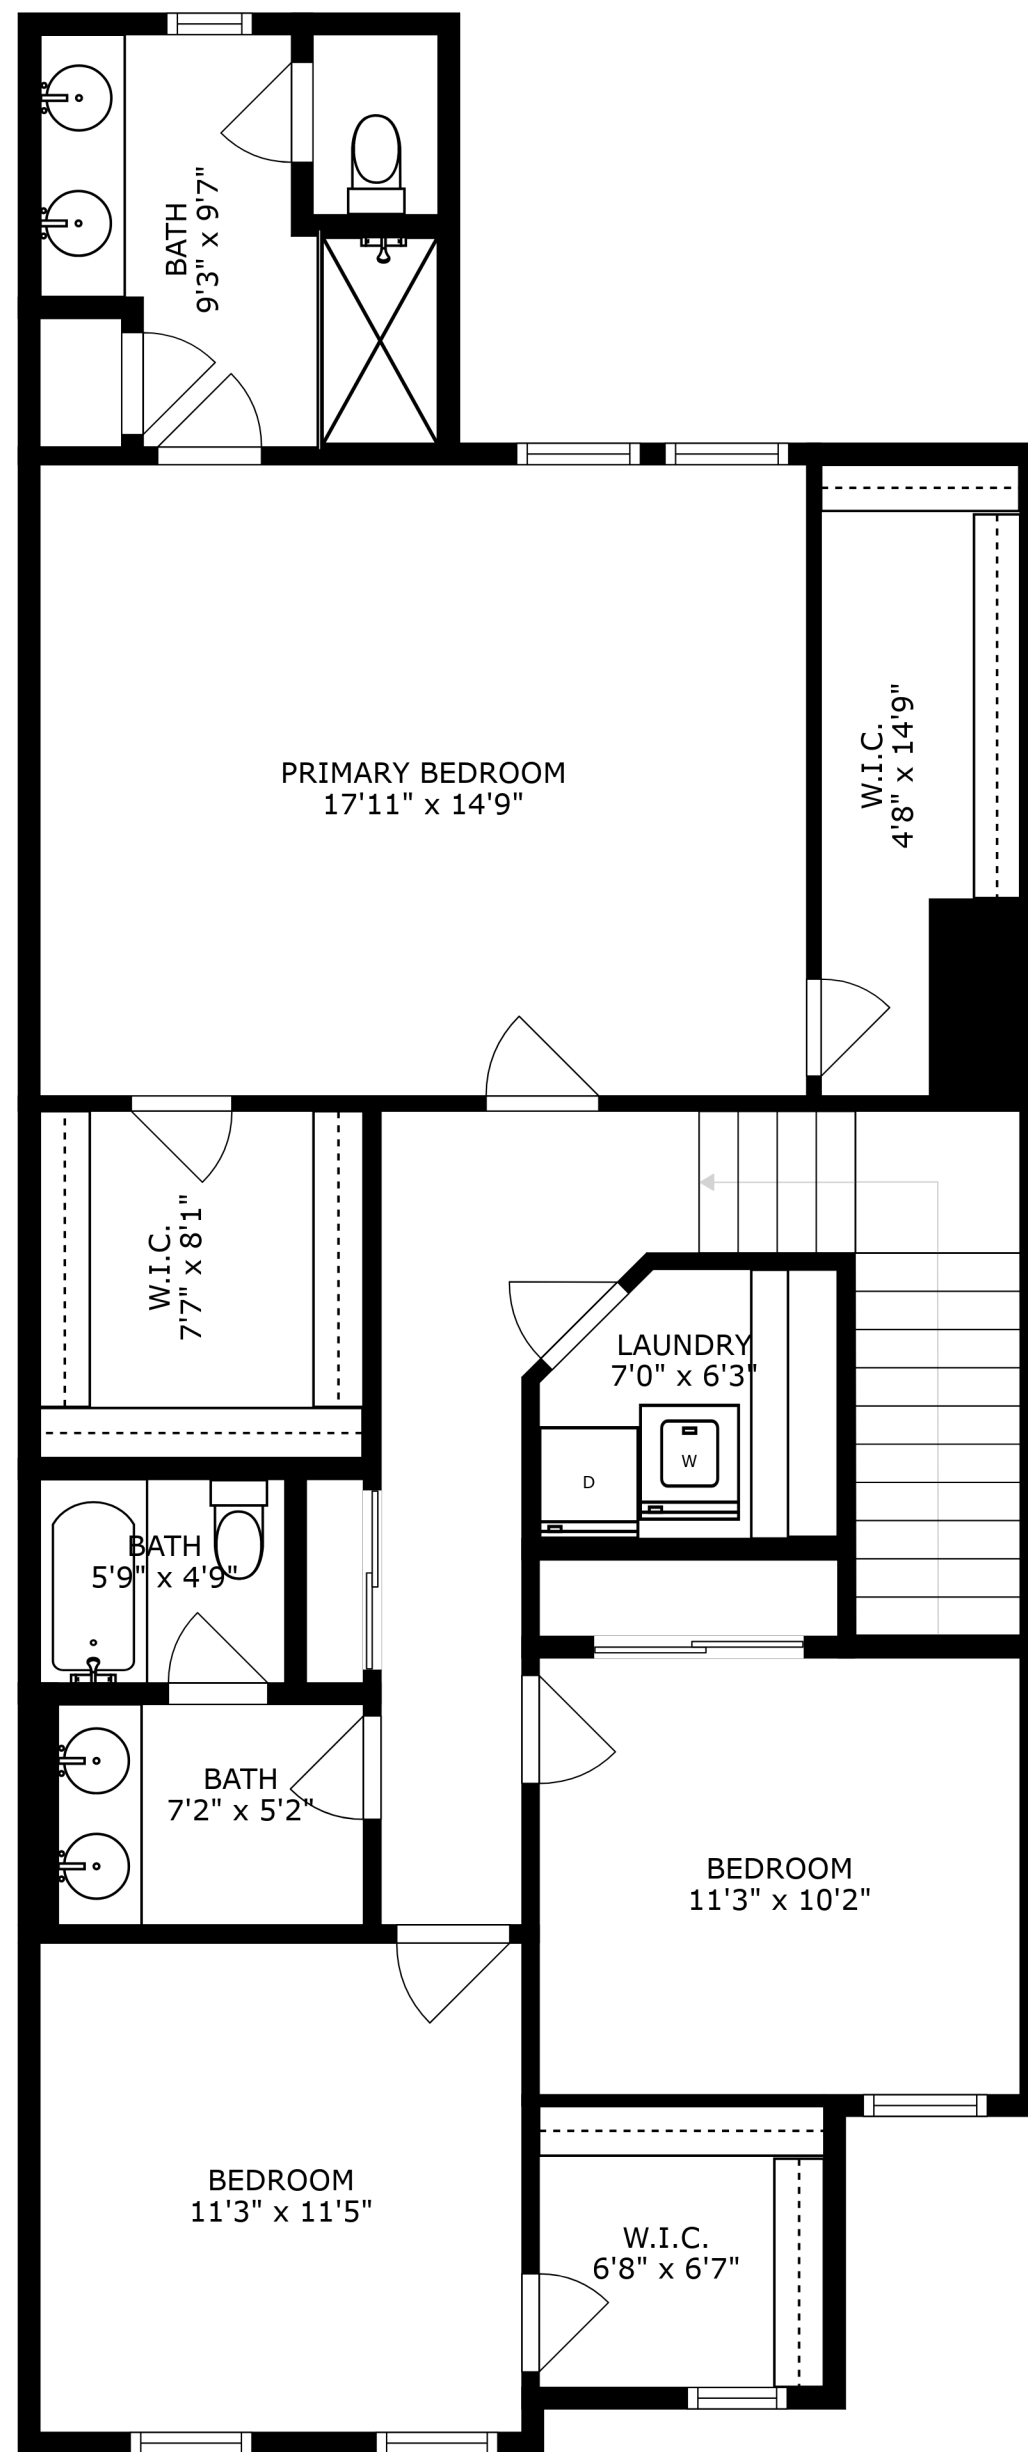 BATH
9'3" x 9'7"
PRIMARY BEDROOM
17'11" x 14'9"
W.I.C.
4'8" x 14'9"
W.I.C.
7'7" x 8'1"
LAUNDRY
7'0" x 6'3"
D
W
BATH
5'9" x 4'9"
BATH
7'2" x 5'2"
BEDROOM
11'3" x 10'2"
BEDROOM
11'3" x 11'5"
W.I.C.
6'8" x 6'7"